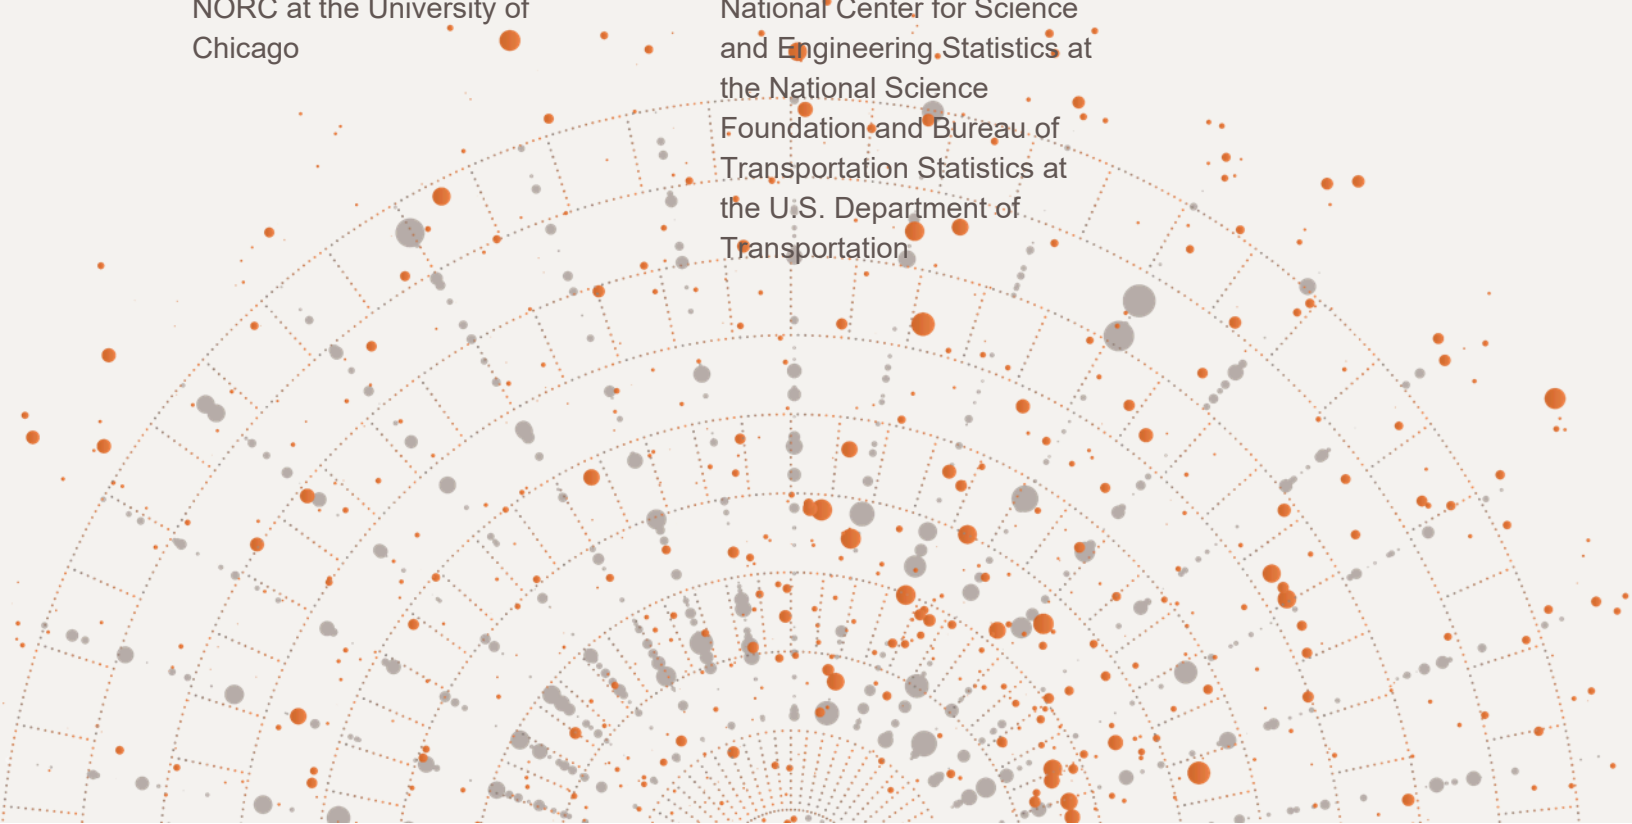 NORC at the University of
Chicago
National Center for Science
and Engineering Statistics at
the National Science
Foundation and Bureau of
Transportation Statistics at
the U.S. Department of
Transportation